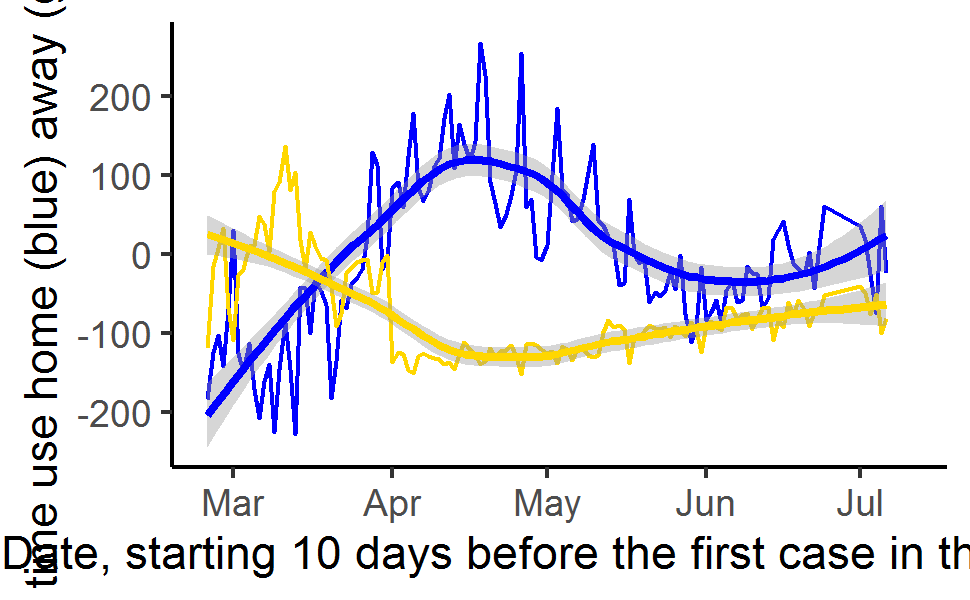 time use home (blue) away (
200
100
0
-100
-200
Mar Apr May Jun Jul
Date, starting 10 days before the first case in th